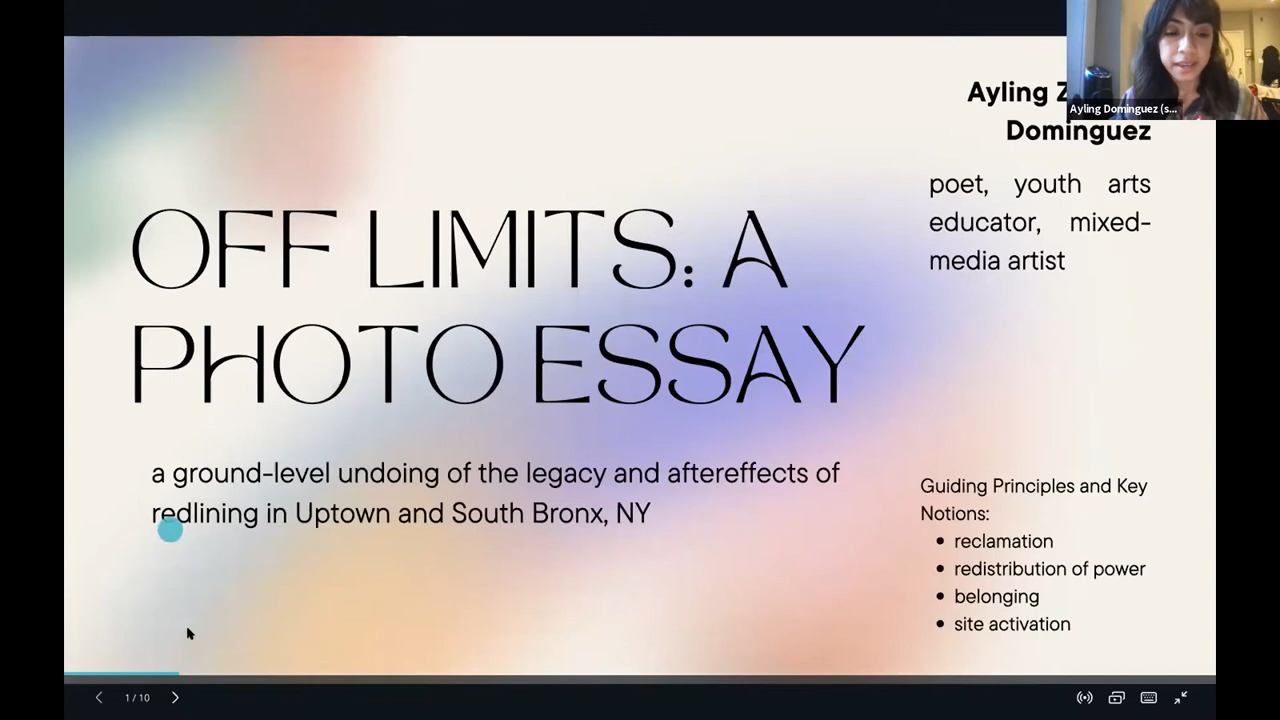 Ayling
Dominguez
Ayling Dominguez (s...
poet, youth arts
educator, mixed-
media artist
OFF LIMITS: A
PHOTO ESSAY
a ground-level undoing of the legacy and aftereffects of
redlining in Uptown and South Bronx, NY
Guiding Principles and Key
Notions:
• reclamation
• redistribution of power
• belonging
• site activation
1 / 10